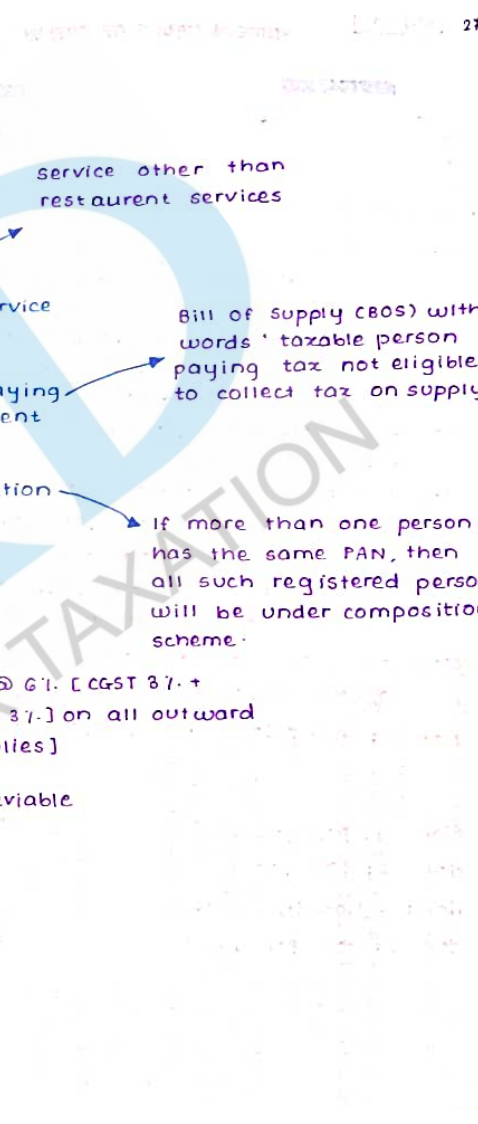 27
service other than
restaurent services
rvice
Bill of supply (BOS) with
words ' taxable person
paying tax not eligible
to collect tax on supply
aying
ent
tion
If more than one person
has the same PAN, then
all such registered perso
will be under compositio
scheme.
@ 6%. [CGST 3%. +
3%.] on all outward
lies]
viable
TAXATION